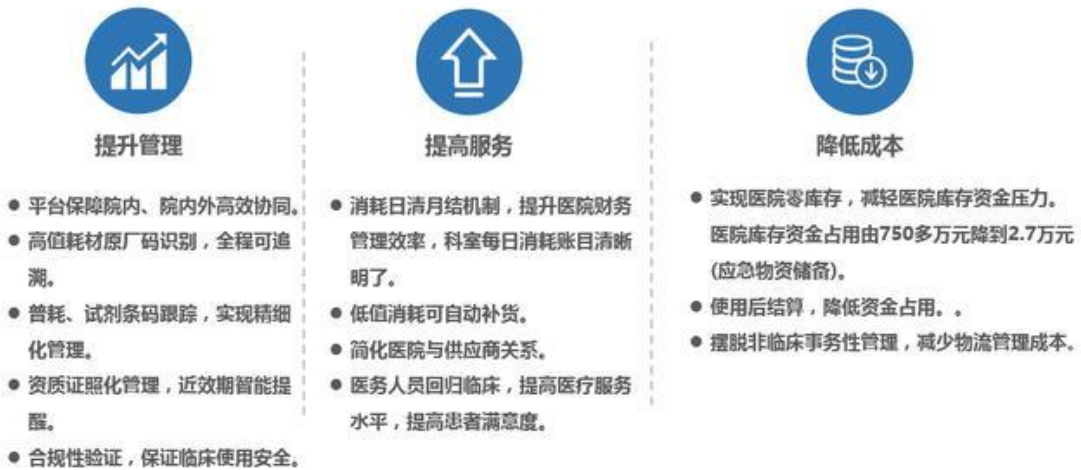 提升管理
● 平台保障院内、院内外高效协同。
● 高值耗材原厂码识别，全程可追
溯。
● 普耗、试剂条码跟踪，实现精细
化管理。
● 资质证照化管理，近效期智能提
醒。
● 合规性验证，保证临床使用安全。
提高服务
● 消耗日清月结机制，提升医院财务
管理效率，科室每日消耗账目清晰
明了。
● 低值消耗可自动补货。
● 简化医院与供应商关系。
● 医务人员回归临床，提高医疗服务
水平，提高患者满意度。
降低成本
● 实现医院零库存，减轻医院库存资金压力。
医院库存资金占用由750多万元降到2.7万元
(应急物资储备)。
● 使用后结算，降低资金占用。。
● 摆脱非临床事务性管理，减少物流管理成本。